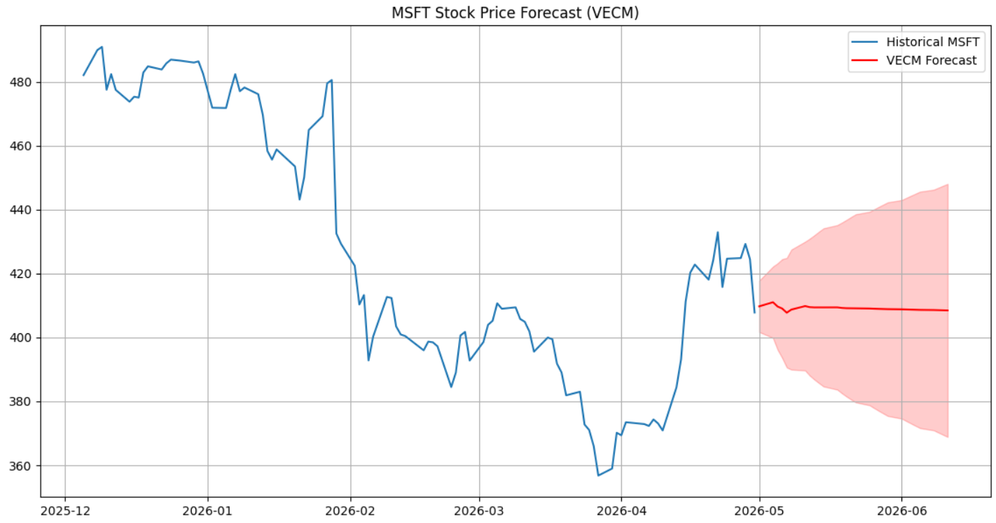 MSFT Stock Price Forecast (VECM)
Historical MSFT
VECM Forecast
480
460
440
420
400
380
360
2025-12 2026-01 2026-02 2026-03 2026-04 2026-05 2026-06